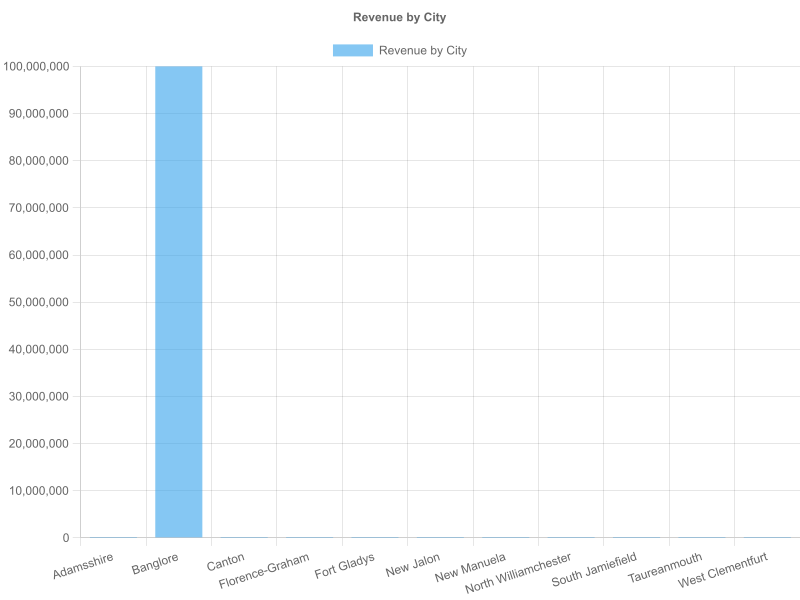 Revenue by City
Revenue by City
100,000,000
90,000,000
80,000,000
70,000,000
60,000,000
50,000,000
40,000,000
30,000,000
20,000,000
10,000,000
0
Adamsshire
Banglore
Canton
Florence-Graham
Fort Gladys
New Jalon
New Manuela
North Williamchester
South Jamiefield
Taureanmouth
West Clementfurt